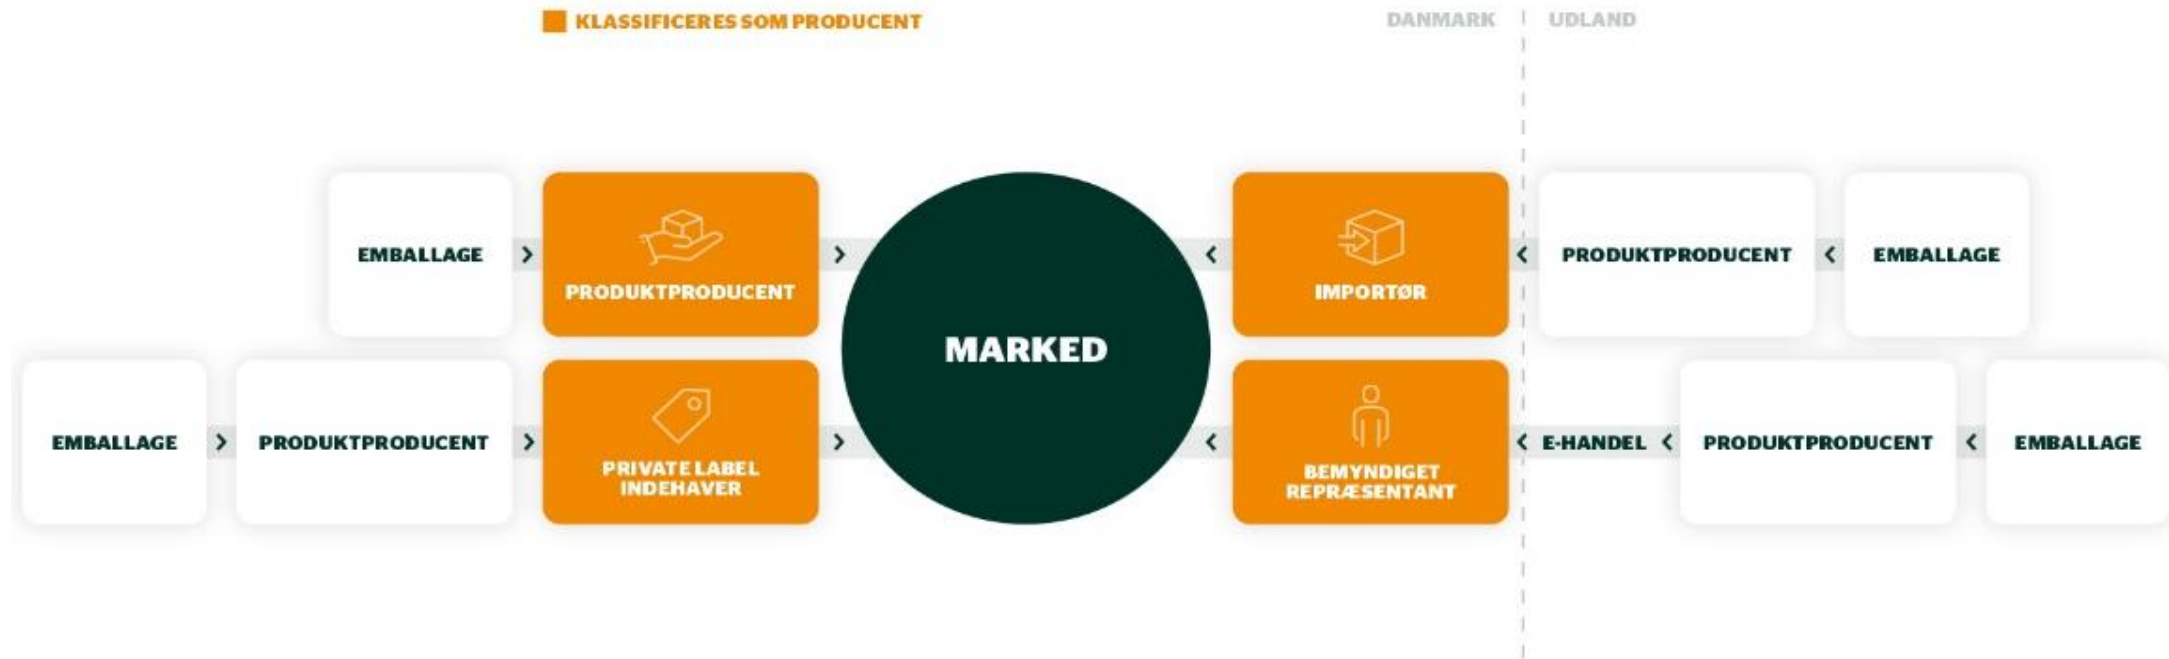 KLASSIFICERES SOM PRODUCENT
DANMARK
UDLAND
EMBALLAGE
PRODUKTPRODUCENT
MARKED
IMPORTØR
PRODUKTPRODUCENT
EMBALLAGE
EMBALLAGE
PRODUKTPRODUCENT
PRIVATE LABEL
INDEHAVER
BEMYNDIGET
REPRÆSENTANT
E-HANDEL
PRODUKTPRODUCENT
EMBALLAGE